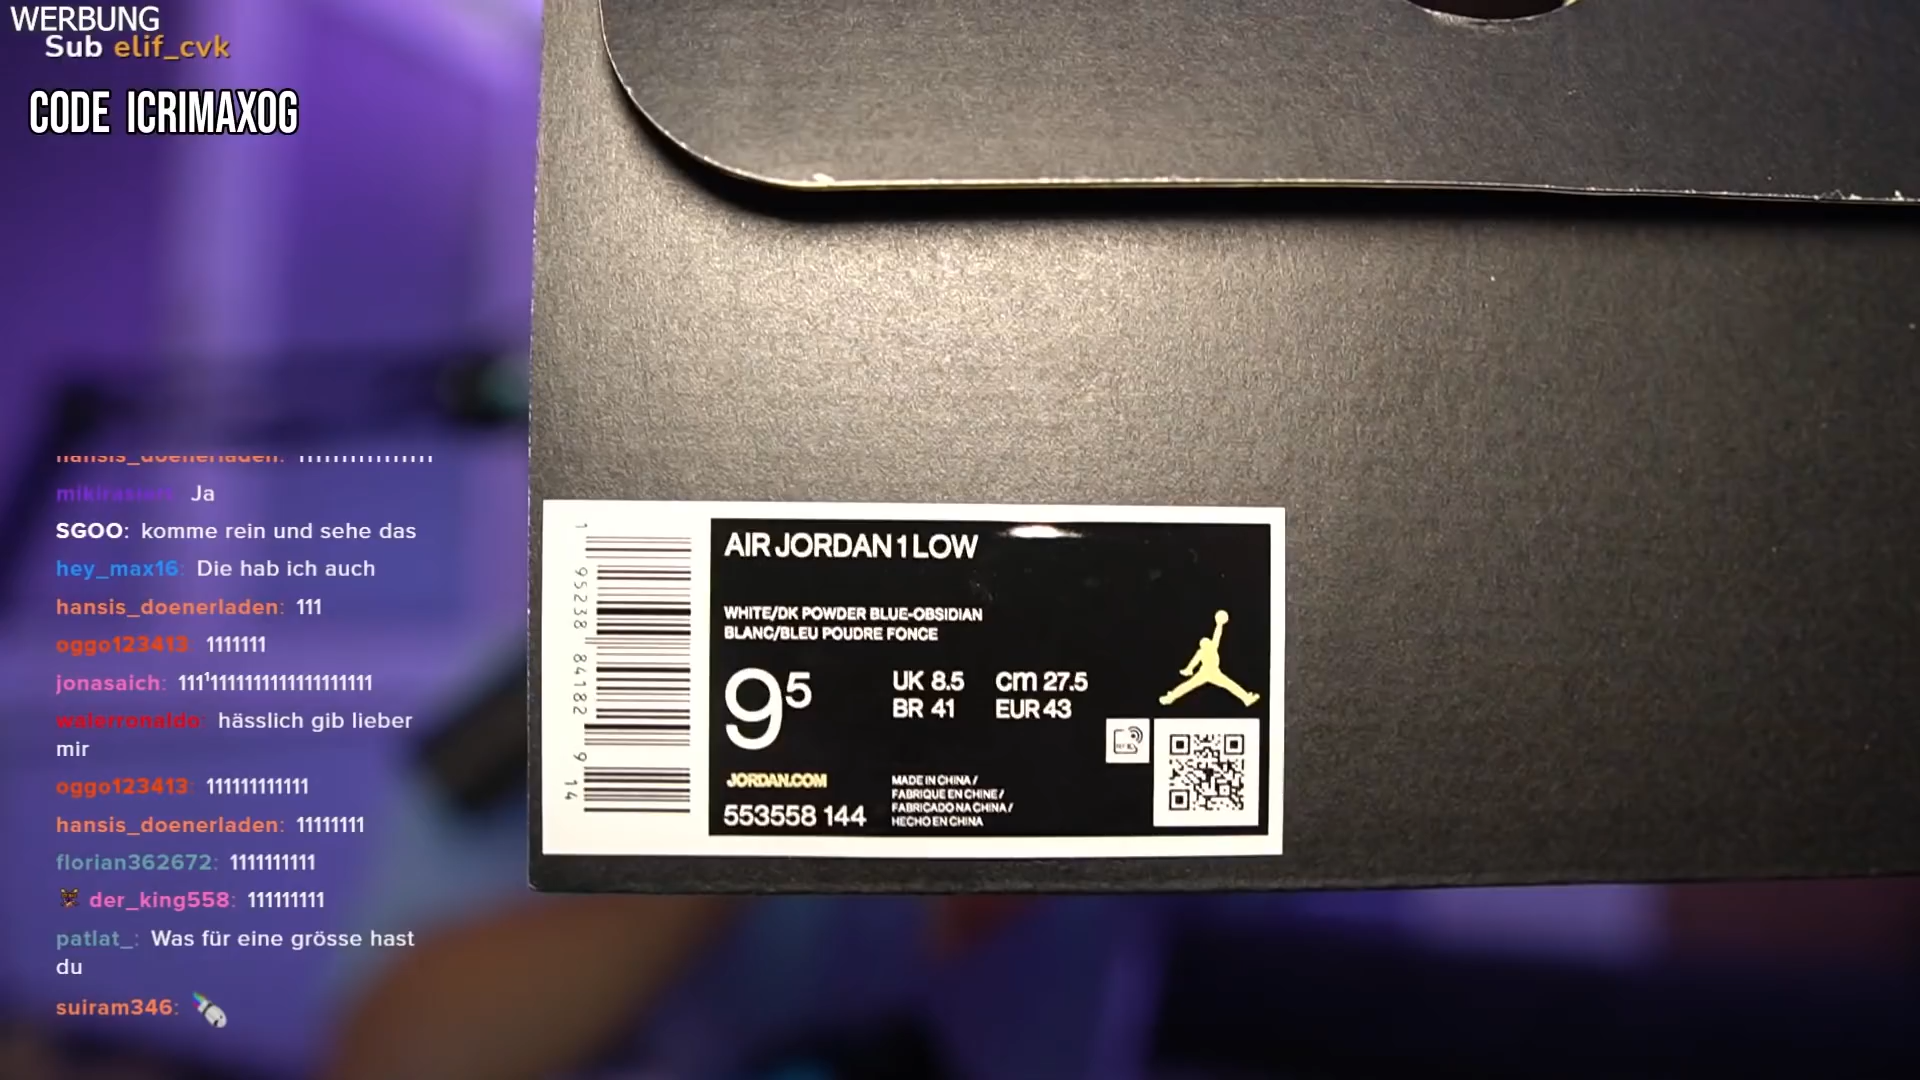 WERBUNG
Sub elif_cvk
CODE ICRIMAXOG
hansis_doenerladen:
Ja
SGOO: komme rein und sehe das
hey_max16: Die hab ich auch
hansis_doenerladen: 111
oggo123413: 1111111
jonasaich:
walarronaldo: hässlich gib lieber
mir
oggo123413: 111111111111
hansis_doenerladen: 11111111
florian362672: 1111111111
der_king558: 111111111
patlat_: Was für eine grösse hast
du
suiram346:
1 95238 84182 9 14
AIR JORDAN 1 LOW
WHITE/DK POWDER BLUE-OBSIDIAN
BLANC/BLEU POUDRE FONCE
9 5
UK 8.5 cm 27.5
BR 41 EUR 43
JORDAN.COM
553558 144
MADE IN CHINA /
FABRIQUE EN CHINE /
FABRICADO NA CHINA /
HECHO EN CHINA